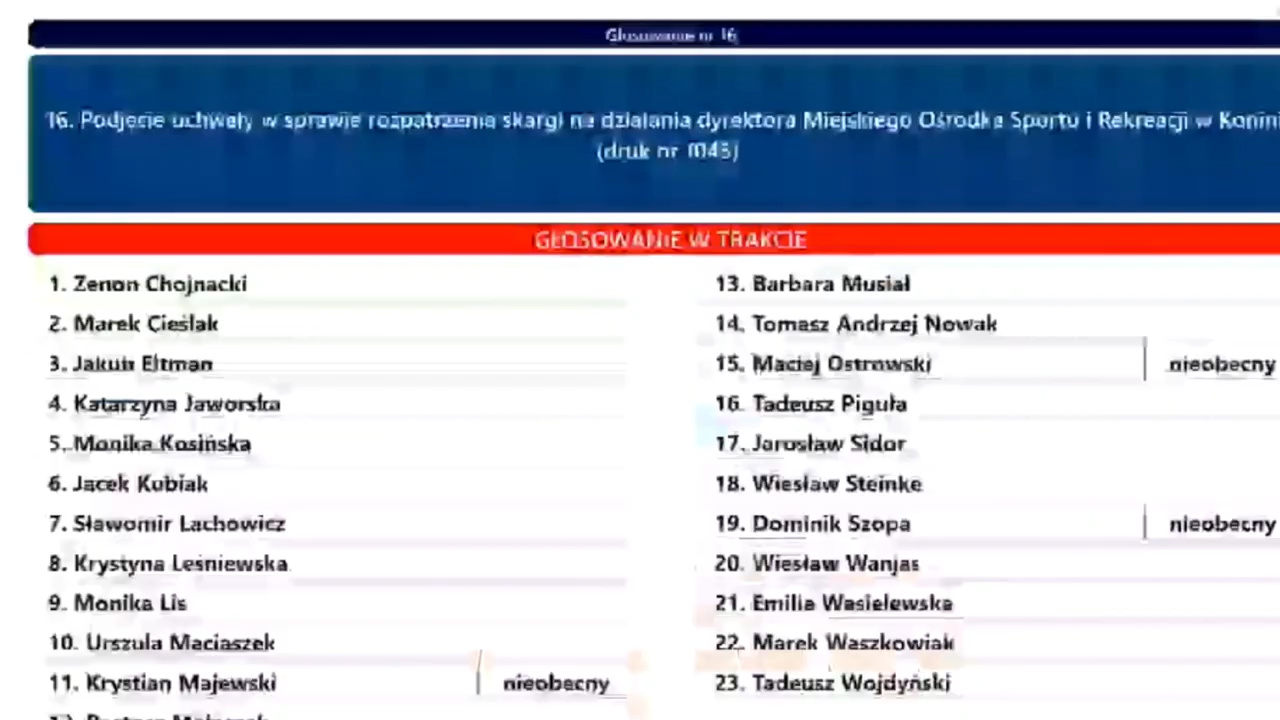 Głosowanie nr 16
16. Podjęcie uchwały w sprawie rozpatrzenia skargi na działania dyrektora Miejskiego Ośrodka Sportu i Rekreacji w Konini
(druk nr 1045)
GŁOSOWANIE W TRAKCIE
1. Zenon Chojnacki
2. Marek Cieślak
3. Jakub Eltman
4. Katarzyna Jaworska
5. Monika Kosińska
6. Jacek Kubiak
7. Sławomir Lachowicz
8. Krystyna Leśniewska
9. Monika Lis
10. Urszula Maciaszek
11. Krystian Majewski nieobecny
12.
13. Barbara Musiał
14. Tomasz Andrzej Nowak
15. Maciej Ostrowski nieobecny
16. Tadeusz Piguła
17. Jarosław Sidor
18. Wiesław Steinke
19. Dominik Szopa nieobecny
20. Wiesław Wanjas
21. Emilia Wasielewska
22. Marek Waszkowiak
23. Tadeusz Wojdyński